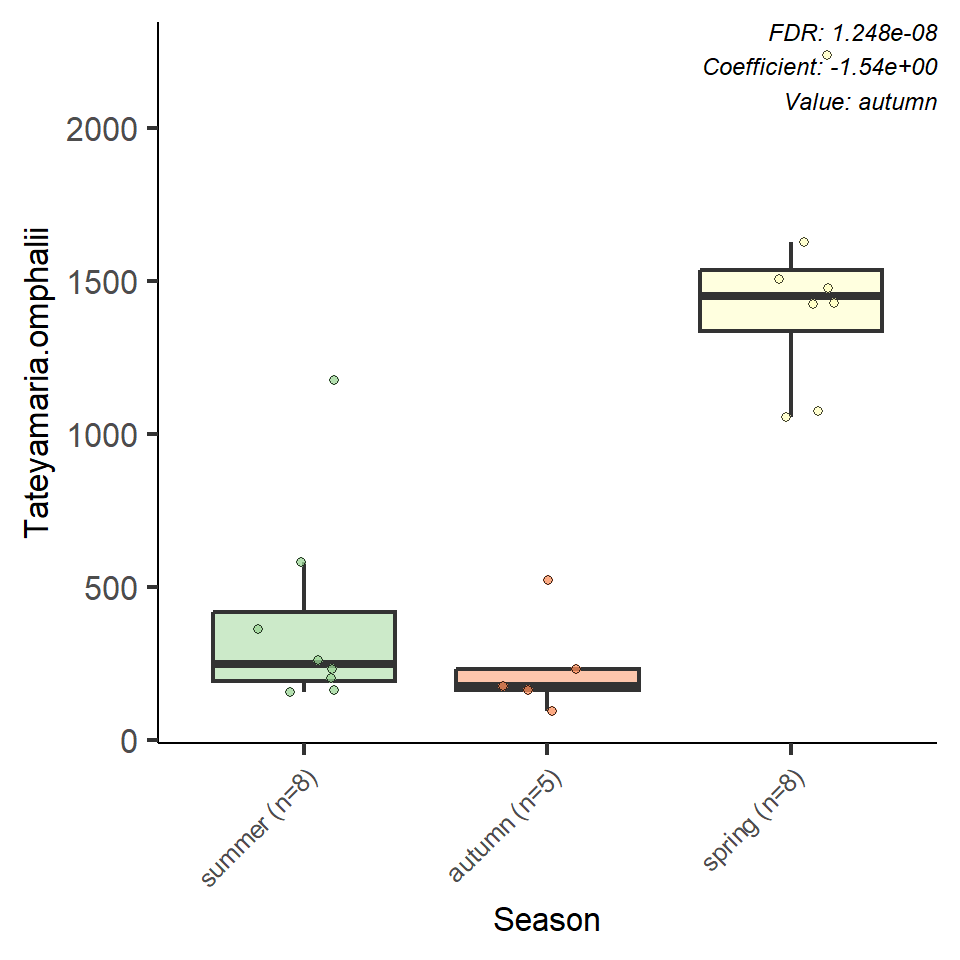 FDR: 1.248e-08
Coefficient: -1.54e+00
Value: autumn
2000
1500
1000
500
0
Tateyamaria.omphalii
summer (n=8)
autumn (n=5)
spring (n=8)
Season